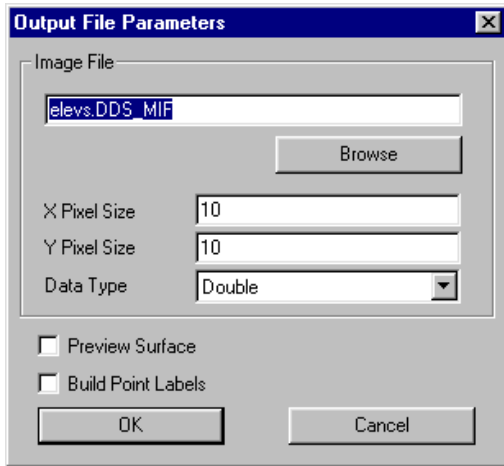 Output File Parameters
Image File
elevs.DDS_MIF
Browse
X Pixel Size 10
Y Pixel Size 10
Data Type Double
Preview Surface
Build Point Labels
OK Cancel